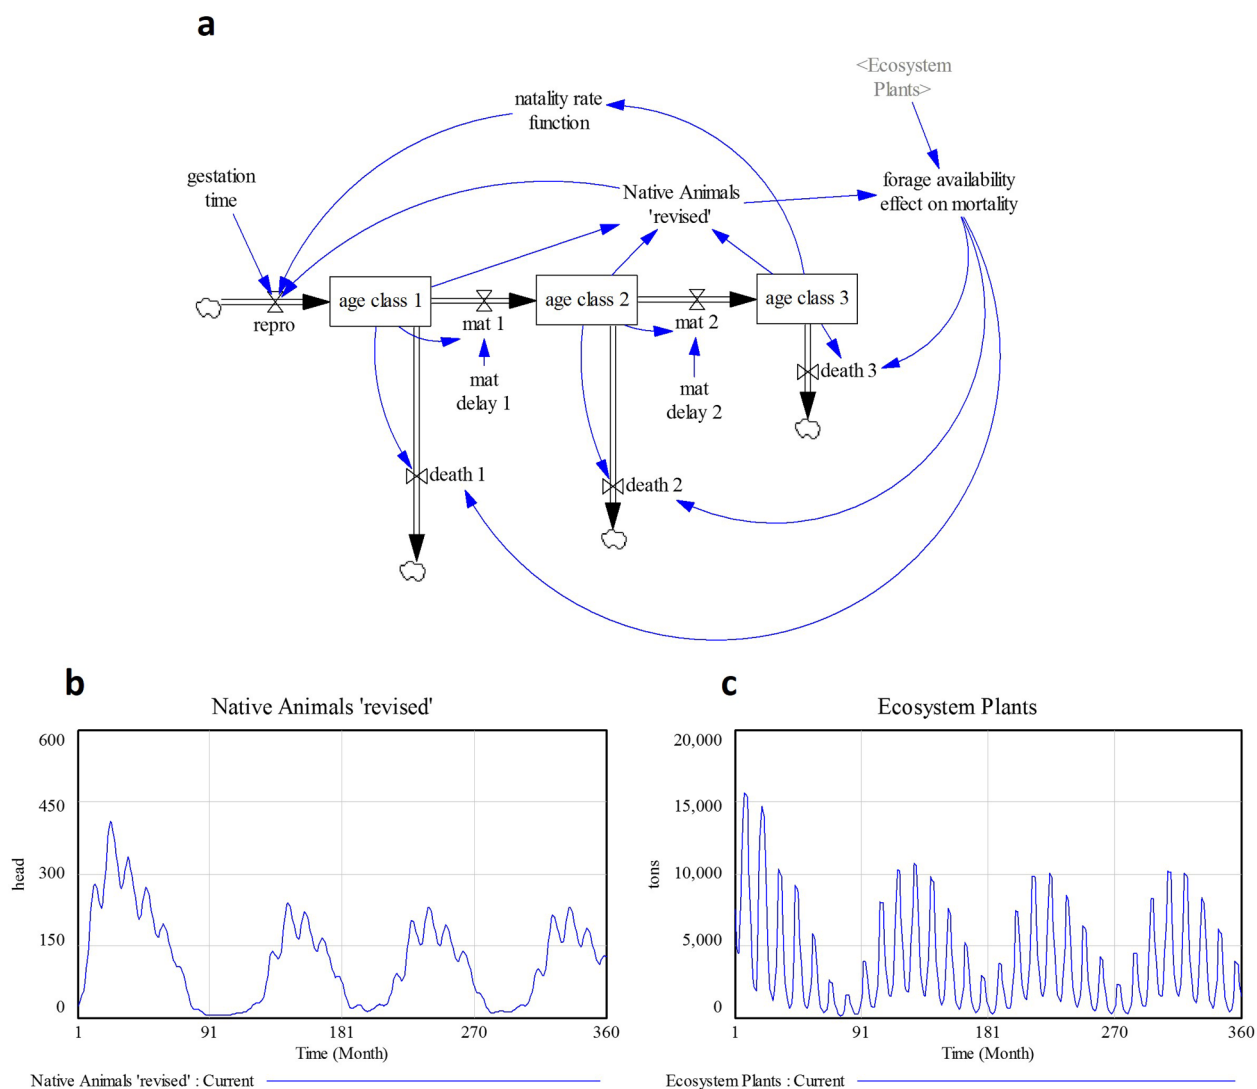 a
<Ecosystem
Plants>
natality rate
function
gestation
time
Native Animals
'revised'
forage availability
effect on mortality
age class 1
age class 2
age class 3
repro
mat 1
mat 2
mat
delay 1
mat
delay 2
death 3
death 1
death 2
b
Native Animals 'revised'
600
450
300
150
0
head
1
91
181
270
360
Time (Month)
Native Animals 'revised' : Current
c
Ecosystem Plants
20,000
15,000
10,000
5,000
0
tons
1
91
181
270
360
Time (Month)
Ecosystem Plants : Current